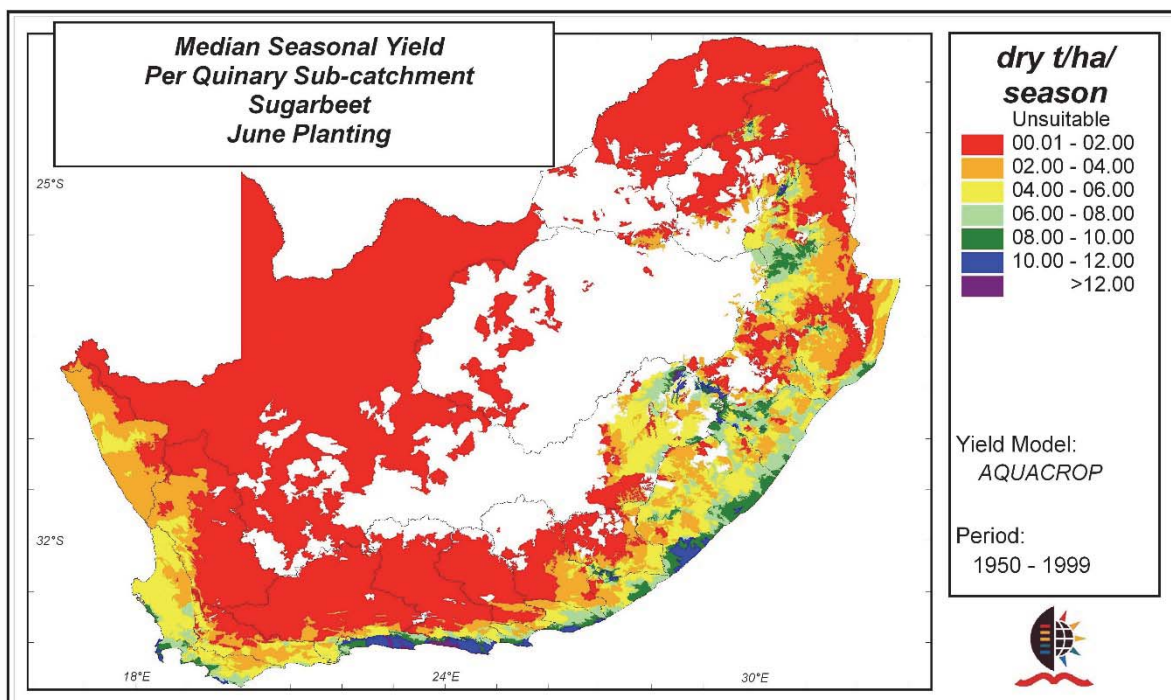 Median Seasonal Yield
Per Quinary Sub-catchment
Sugarbeet
June Planting
dry t/ha/
season
Unsuitable
00.01 - 02.00
02.00 - 04.00
04.00 - 06.00
06.00 - 08.00
08.00 - 10.00
10.00 - 12.00
>12.00
Yield Model:
AQUACROP
Period:
1950 - 1999
25°S
32°S
18°E
24°E
30°E